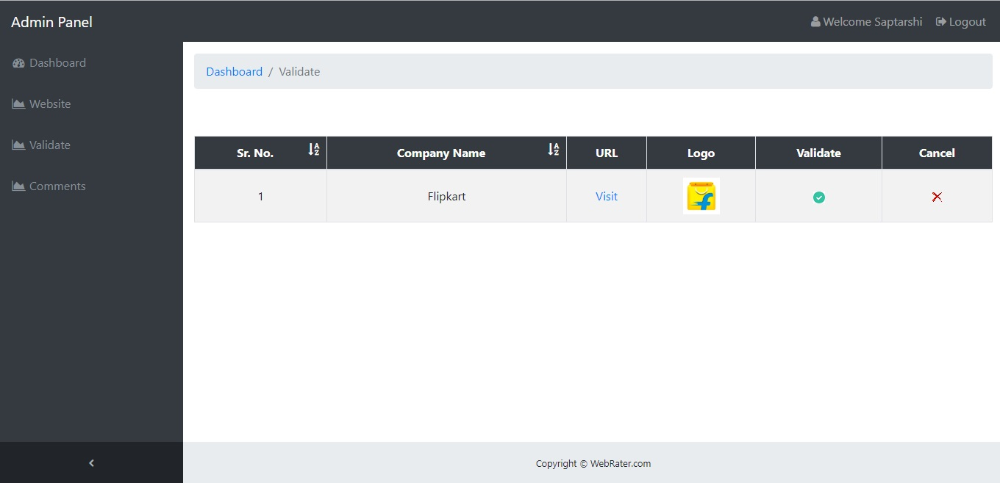 Admin Panel
Welcome Saptarshi
Logout
Dashboard
Website
Validate
Comments
Dashboard / Validate
Sr. No. Company Name URL Logo Validate Cancel
1 Flipkart Visit
Copyright © WebRater.com